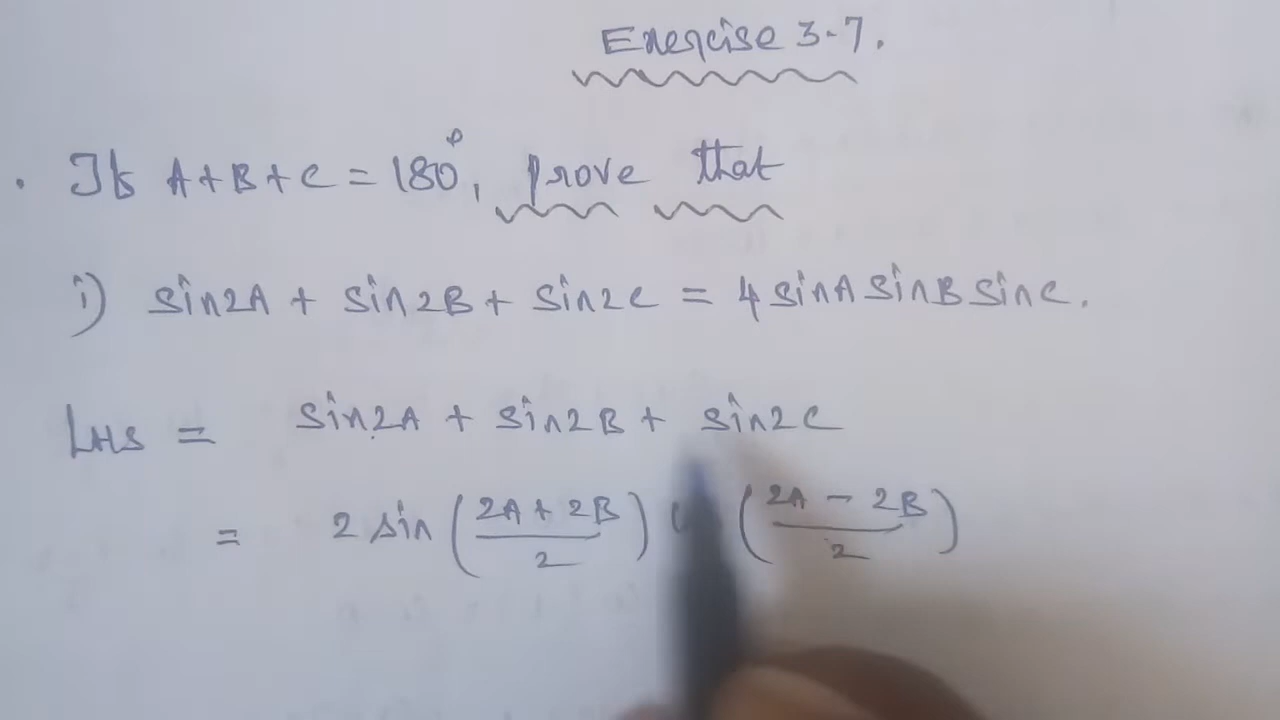 Exercise 3.7.
. If A+B+C = 180°, prove that
i) sin2A + sin2B + sin2C = 4 sinA sinB sinC.
LHS = sin2A + sin2B + sin2C
= 2 sin (2A + 2B / 2) (2A - 2B / 2)